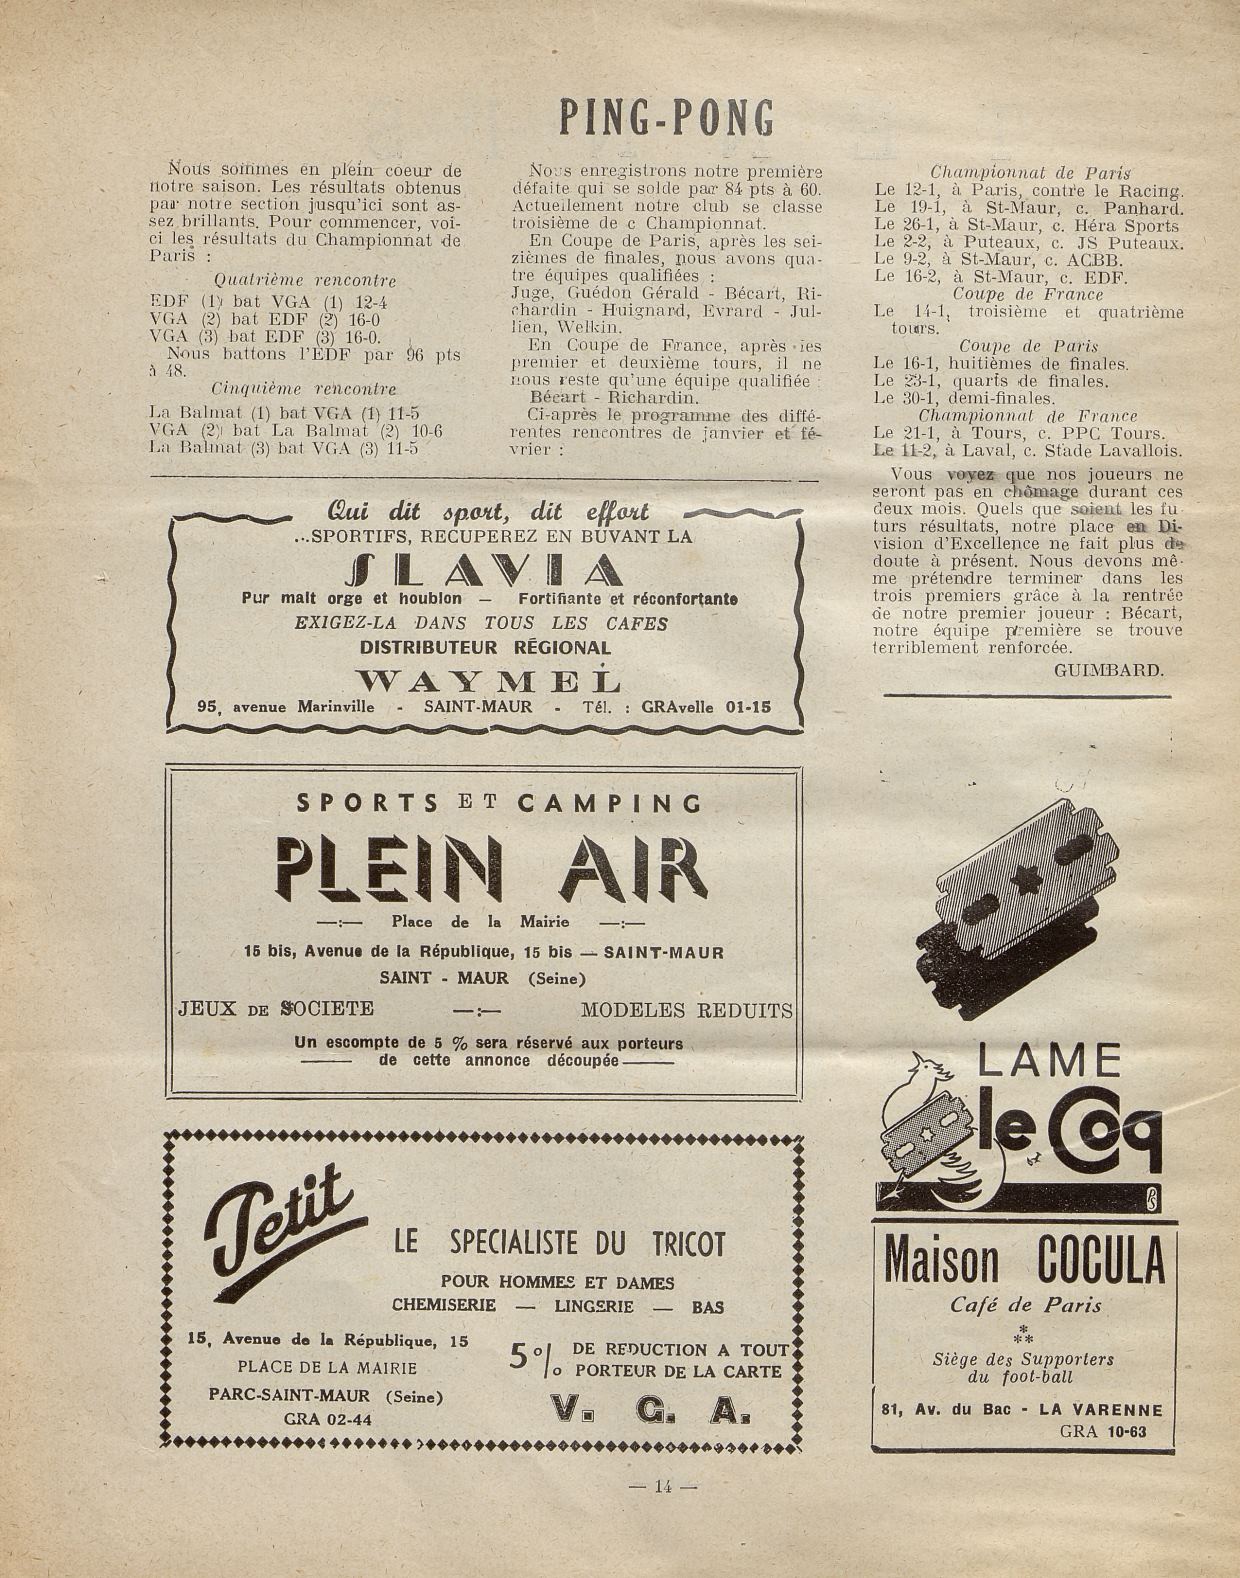 PING-PONG
Nous sommes en plein coeur de
notre saison. Les résultats obtenus
par notre section jusqu'ici sont as-
sez brillants. Pour commencer, voi-
ci les résultats du Championnat de
Paris :
Quatrième rencontre
EDF (1) bat VGA (1) 12-4
VGA (2) bat EDF (2) 16-0
VGA (3) bat EDF (3) 16-0.
Nous battons l'EDF par 96 pts
à 48.
Cinquième rencontre
La Balmat (1) bat VGA (1) 11-5
VGA (2) bat La Balmat (2) 10-6
La Balmat (3) bat VGA (3) 11-5
Nous enregistrons notre première
défaite qui se solde par 84 pts à 60.
Actuellement notre club se classe
troisième de c Championnat.
En Coupe de Paris, après les sei-
zièmes de finales, nous avons qua-
tre équipes qualifiées :
Juge, Guédon Gérald - Bécart, Ri-
chardin - Huignard, Evrard - Jul-
lien, Welkin.
En Coupe de France, après les
premier et deuxième tours, il ne
nous reste qu'une équipe qualifiée :
Bécart - Richardin.
Ci-après le programme des diffé-
rentes rencontres de janvier et fé-
vrier :
Championnat de Paris
Le 12-1, à Paris, contre le Racing.
Le 19-1, à St-Maur, c. Panhard.
Le 26-1, à St-Maur, c. Héra Sports
Le 2-2, à Puteaux, c. JS Puteaux.
Le 9-2, à St-Maur, c. ACBB.
Le 16-2, à St-Maur, c. EDF.
Coupe de France
Le 14-1, troisième et quatrième
tours.
Coupe de Paris
Le 16-1, huitièmes de finales.
Le 23-1, quarts de finales.
Le 30-1, demi-finales.
Championnat de France
Le 21-1, à Tours, c. PPC Tours.
Le 11-2, à Laval, c. Stade Lavallois.
Vous voyez que nos joueurs ne
seront pas en chômage durant ces
deux mois. Quels que soient les fu
turs résultats, notre place en Di-
vision d'Excellence ne fait plus de
doute à présent. Nous devons mê-
me prétendre terminer dans les
trois premiers grâce à la rentrée
de notre premier joueur : Bécart,
notre équipe première se trouve
terriblement renforcée.
GUIMBARD.
Qui dit sport, dit effort
...SPORTIFS, RECUPEREZ EN BUVANT LA
SLAVIA
Pur malt orge et houblon — Fortifiante et réconfortante
EXIGEZ-LA DANS TOUS LES CAFES
DISTRIBUTEUR RÉGIONAL
WAYMEL
95, avenue Marinville - SAINT-MAUR - Tél. : GRAvelle 01-15
SPORTS ET CAMPING
PLEIN AIR
—:— Place de la Mairie —:—
15 bis, Avenue de la République, 15 bis — SAINT-MAUR
SAINT - MAUR (Seine)
JEUX DE SOCIETE —:— MODELES REDUITS
Un escompte de 5 % sera réservé aux porteurs
de cette annonce découpée
Petit
LE SPECIALISTE DU TRICOT
POUR HOMMES ET DAMES
CHEMISERIE — LINGERIE — BAS
15, Avenue de la République, 15
PLACE DE LA MAIRIE
PARC-SAINT-MAUR (Seine)
GRA 02-44
5 % DE REDUCTION A TOUT
PORTEUR DE LA CARTE
V. G. A.
LAME
le Coq
PS
Maison COCULA
Café de Paris
*
**
Siège des Supporters
du foot-ball
81, Av. du Bac - LA VARENNE
GRA 10-63
— 14 —